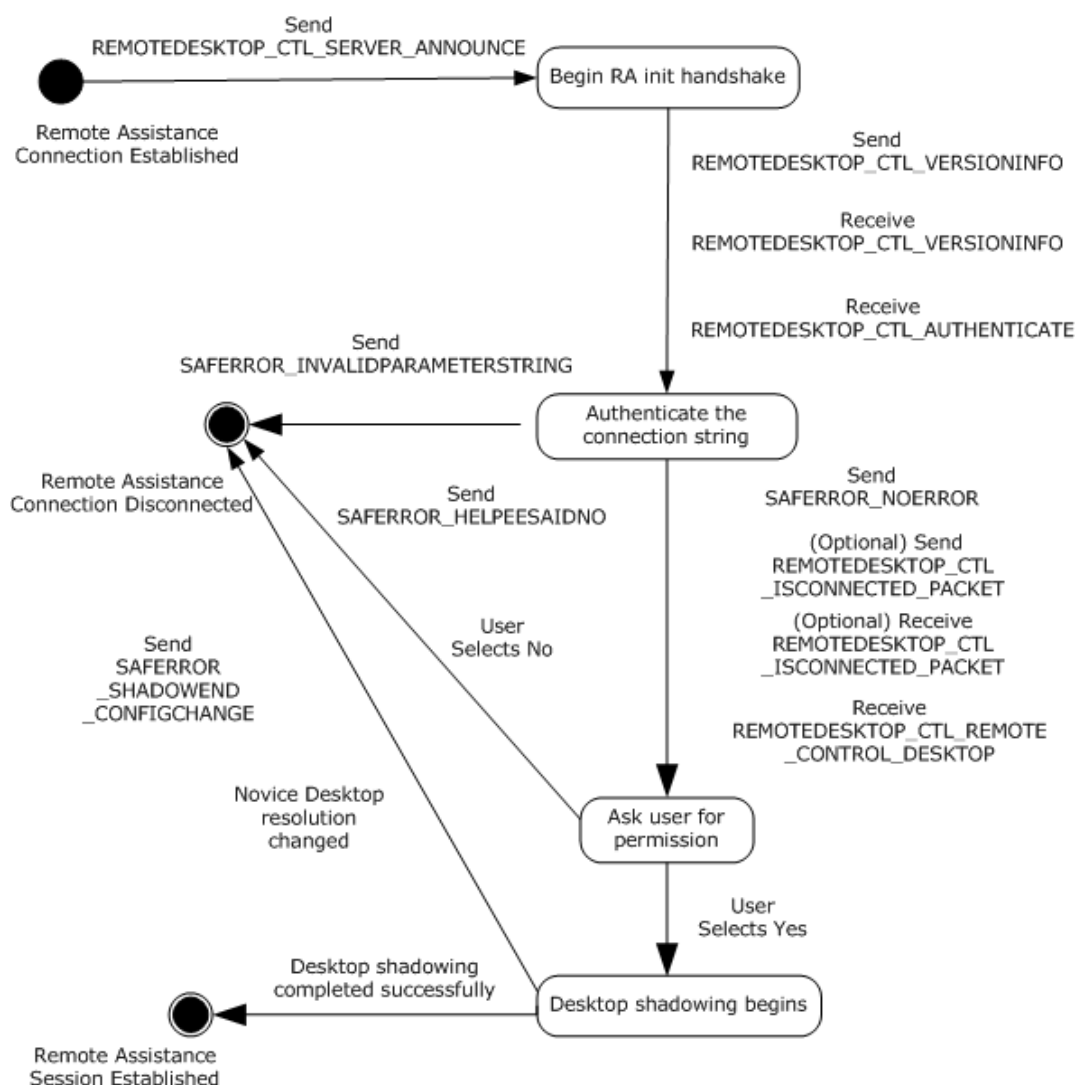 Send
REMOTEDESKTOP_CTL_SERVER_ANNOUNCE
Begin RA init handshake
Remote Assistance
Connection Established
Send
REMOTEDESKTOP_CTL_VERSIONINFO
Receive
REMOTEDESKTOP_CTL_VERSIONINFO
Receive
REMOTEDESKTOP_CTL_AUTHENTICATE
Send
SAFERROR_INVALIDPARAMETERSTRING
Authenticate the
connection string
Remote Assistance
Connection Disconnected
Send
SAFERROR_HELPEESAIDNO
Send
SAFERROR_NOERROR
(Optional) Send
REMOTEDESKTOP_CTL
_ISCONNECTED_PACKET
(Optional) Receive
REMOTEDESKTOP_CTL
_ISCONNECTED_PACKET
Receive
REMOTEDESKTOP_CTL_REMOTE
_CONTROL_DESKTOP
User
Selects No
Send
SAFERROR
_SHADOWEND
_CONFIGCHANGE
Novice Desktop
resolution
changed
Ask user for
permission
User
Selects Yes
Desktop shadowing
completed successfully
Desktop shadowing begins
Remote Assistance
Session Established